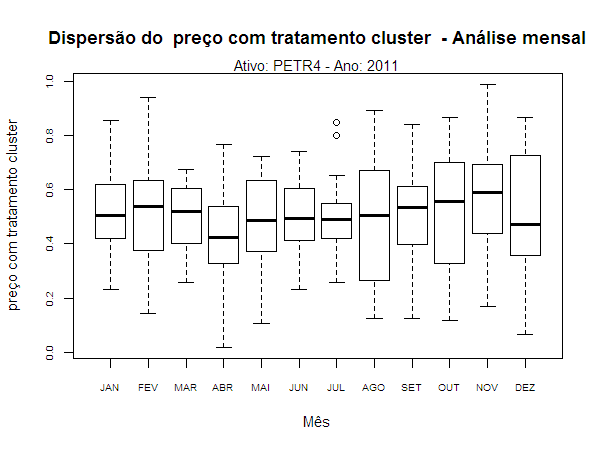 Dispersão do  preço com tratamento cluster  - Análise mensal
Ativo: PETR4 - Ano: 2011
preço com tratamento cluster
1.0
0.8
0.6
0.4
0.2
0.0
JAN FEV MAR ABR MAI JUN JUL AGO SET OUT NOV DEZ
Mês